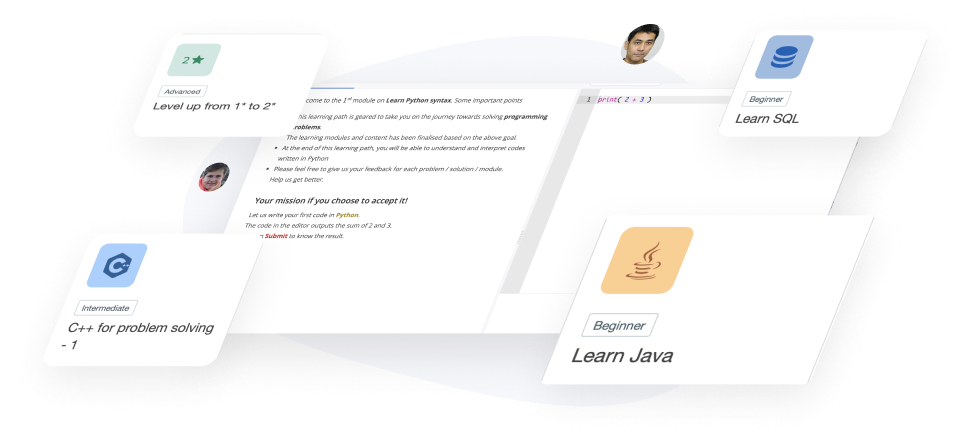 2★
Advanced
Level up from 1* to 2*
come to the 1st module on Learn Python syntax. Some important points
his learning path is geared to take you on the journey towards solving programming
roblems.
The learning modules and content has been finalised based on the above goal.
• At the end of this learning path, you will be able to understand and interpret codes
written in Python
• Please feel free to give us your feedback for each problem / solution / module.
Help us get better.
Your mission if you choose to accept it!
Let us write your first code in Python.
The code in the editor outputs the sum of 2 and 3.
Submit to know the result.
1 print( 2 + 3 )
Beginner
Learn SQL
C++
Intermediate
C++ for problem solving
- 1
Beginner
Learn Java